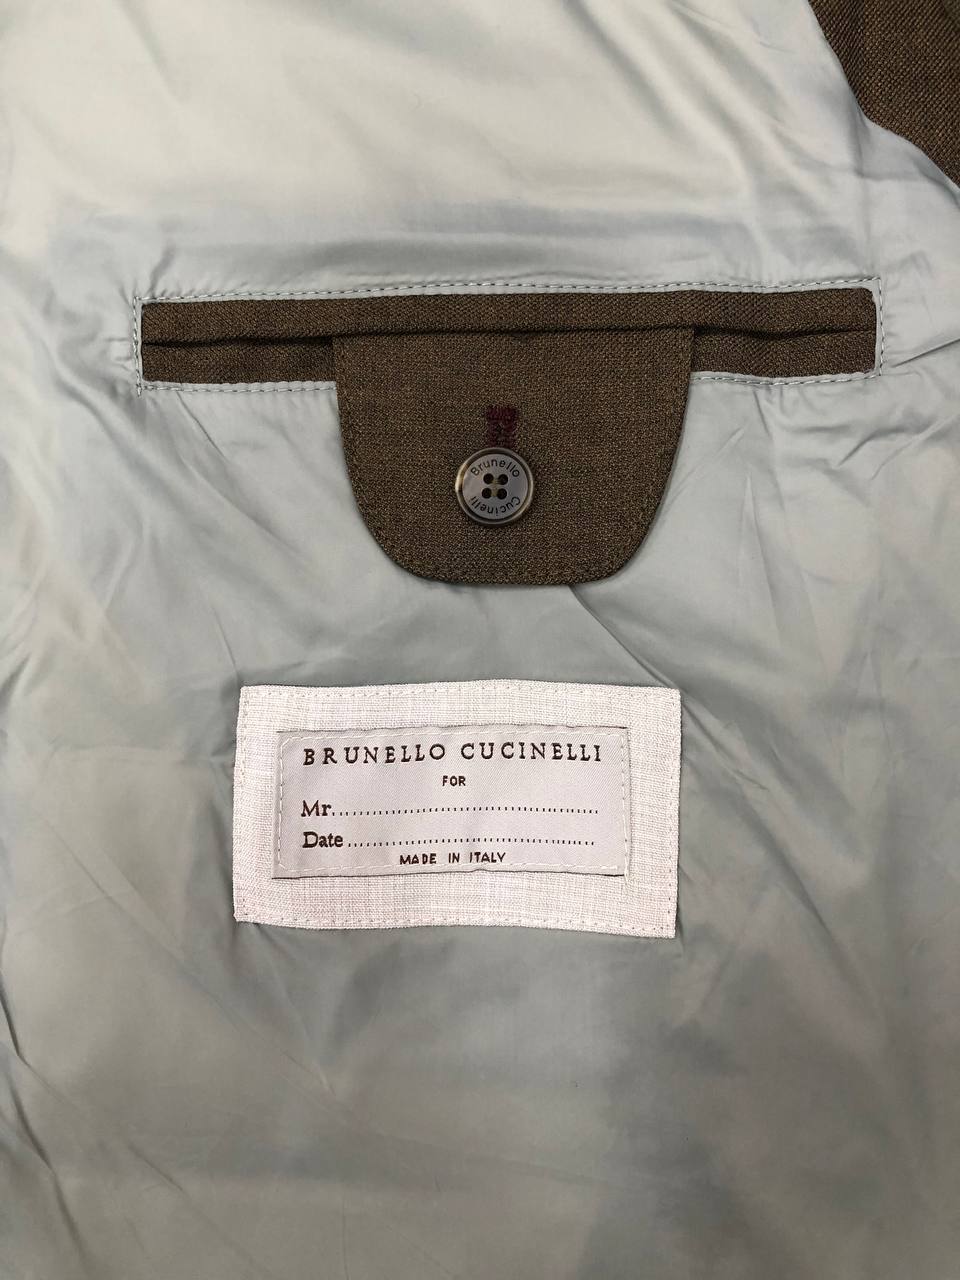 Brunello
Cucinelli
BRUNELLO CUCINELLI
FOR
Mr.............................................
Date.............................................
MADE IN ITALY